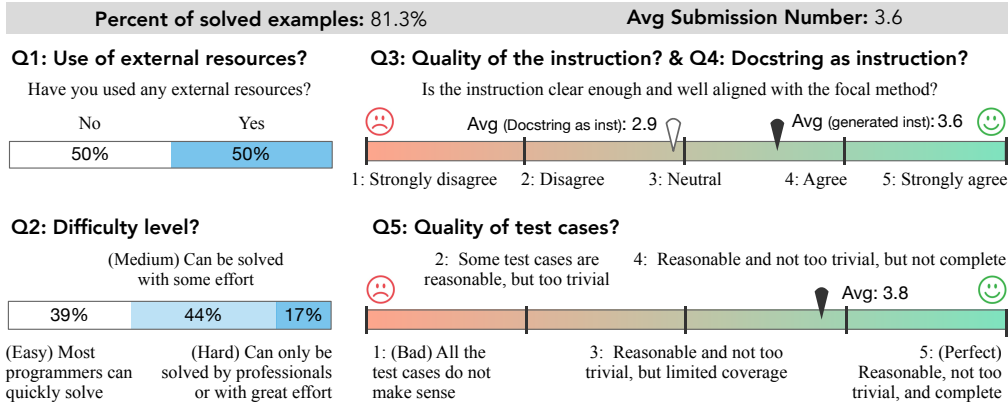 Percent of solved examples: 81.3%
Avg Submission Number: 3.6
Q1: Use of external resources?
Have you used any external resources?
No
Yes
50%
50%
Q2: Difficulty level?
(Medium) Can be solved
with some effort
39%
44%
17%
(Easy) Most
programmers can
quickly solve
(Hard) Can only be
solved by professionals
or with great effort
Q3: Quality of the instruction? & Q4: Docstring as instruction?
Is the instruction clear enough and well aligned with the focal method?
Avg (Docstring as inst): 2.9
Avg (generated inst): 3.6
1: Strongly disagree
2: Disagree
3: Neutral
4: Agree
5: Strongly agree
Q5: Quality of test cases?
2: Some test cases are
reasonable, but too trivial
4: Reasonable and not too trivial, but not complete
Avg: 3.8
1: (Bad) All the
test cases do not
make sense
3: Reasonable and not too
trivial, but limited coverage
5: (Perfect)
Reasonable, not too
trivial, and complete